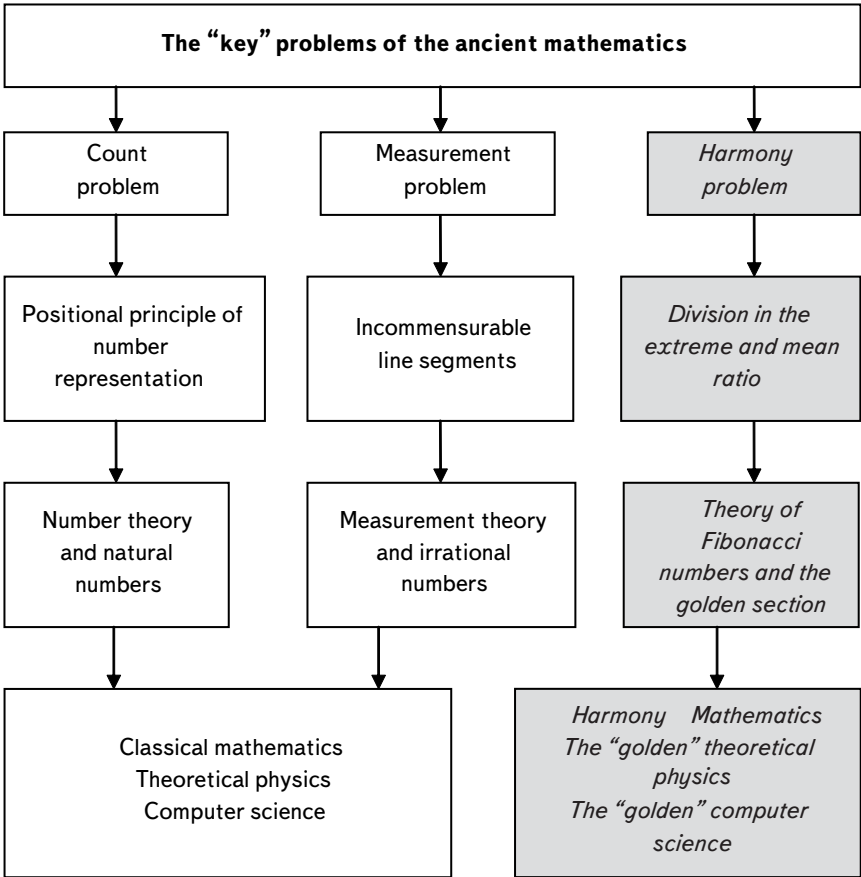 The “key” problems of the ancient mathematics
Count
problem
Measurement
problem
Harmony
problem
Positional principle of
number
representation
Incommensurable
line segments
Division in the
extreme and mean
ratio
Number theory
and natural
numbers
Measurement theory
and irrational
numbers
Theory of
Fibonacci
numbers and the
golden section
Classical mathematics
Theoretical physics
Computer science
Harmony Mathematics
The “golden” theoretical
physics
The “golden” computer
science